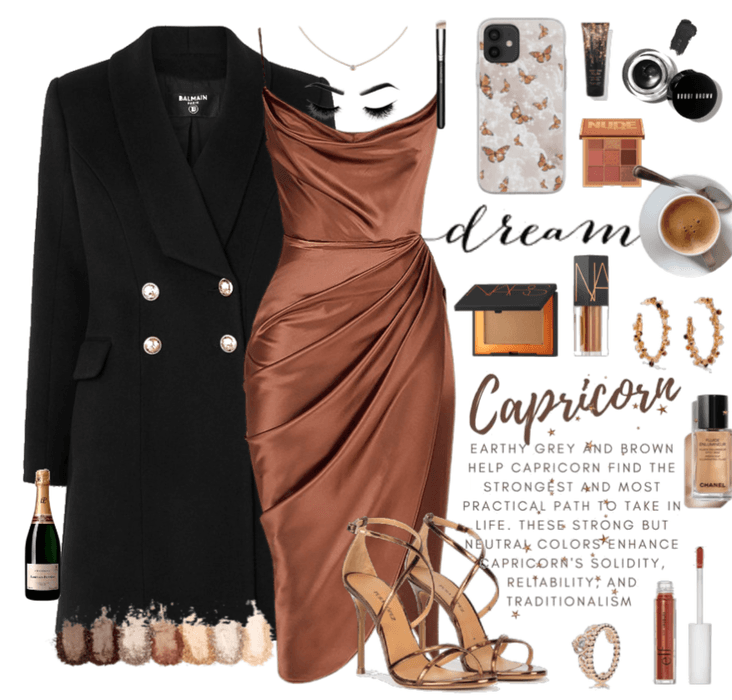 BALMAIN
PARIS
BOBBI BROWN
NUDE
dream
NARS
NA
Capricorn
EARTHY GREY AND BROWN
HELP CAPRICORN FIND THE
STRONGEST AND MOST
PRACTICAL PATH TO TAKE IN
LIFE. THESE STRONG BUT
NEUTRAL COLORS ENHANCE
CAPRICORN'S SOLIDITY,
RELIABILITY, AND
TRADITIONALISM
CHANEL
e.l.f.